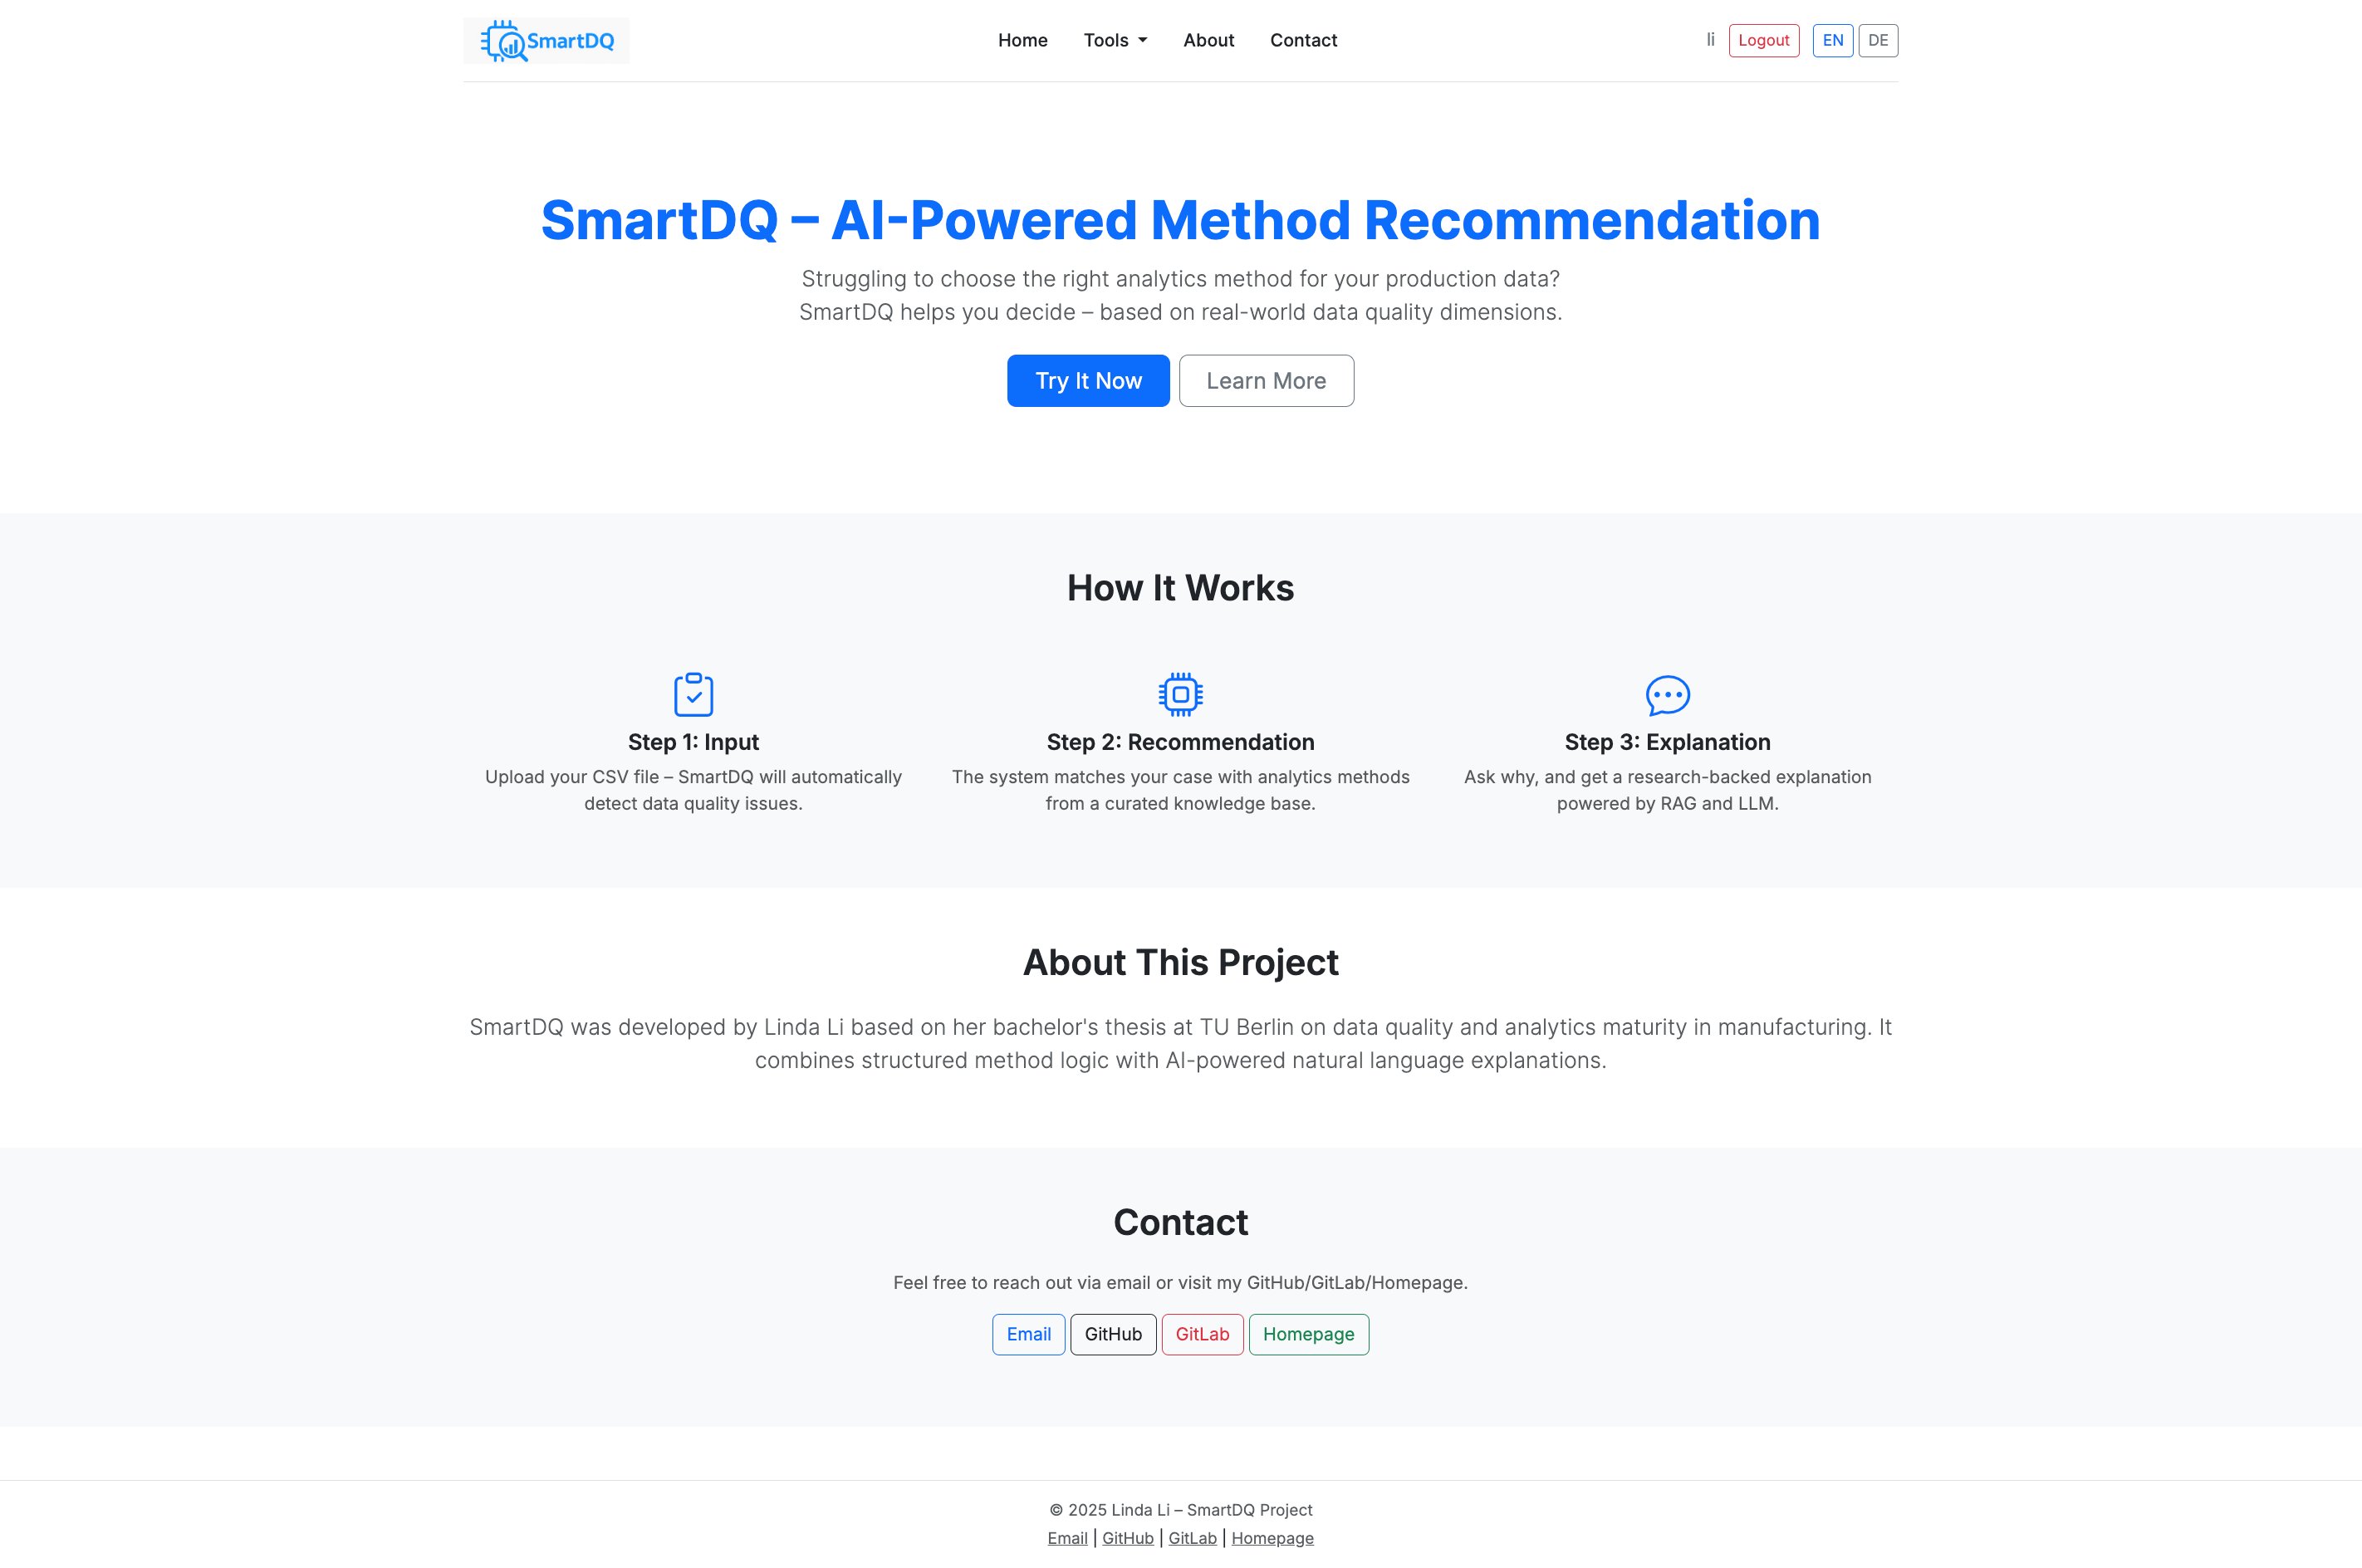 SmartDQ
Home Tools About Contact
li Logout EN DE
SmartDQ – AI-Powered Method Recommendation
Struggling to choose the right analytics method for your production data?
SmartDQ helps you decide – based on real-world data quality dimensions.
Try It Now Learn More
How It Works
Step 1: Input
Upload your CSV file – SmartDQ will automatically
detect data quality issues.
Step 2: Recommendation
The system matches your case with analytics methods
from a curated knowledge base.
Step 3: Explanation
Ask why, and get a research-backed explanation
powered by RAG and LLM.
About This Project
SmartDQ was developed by Linda Li based on her bachelor's thesis at TU Berlin on data quality and analytics maturity in manufacturing. It
combines structured method logic with AI-powered natural language explanations.
Contact
Feel free to reach out via email or visit my GitHub/GitLab/Homepage.
Email GitHub GitLab Homepage
© 2025 Linda Li – SmartDQ Project
Email | GitHub | GitLab | Homepage